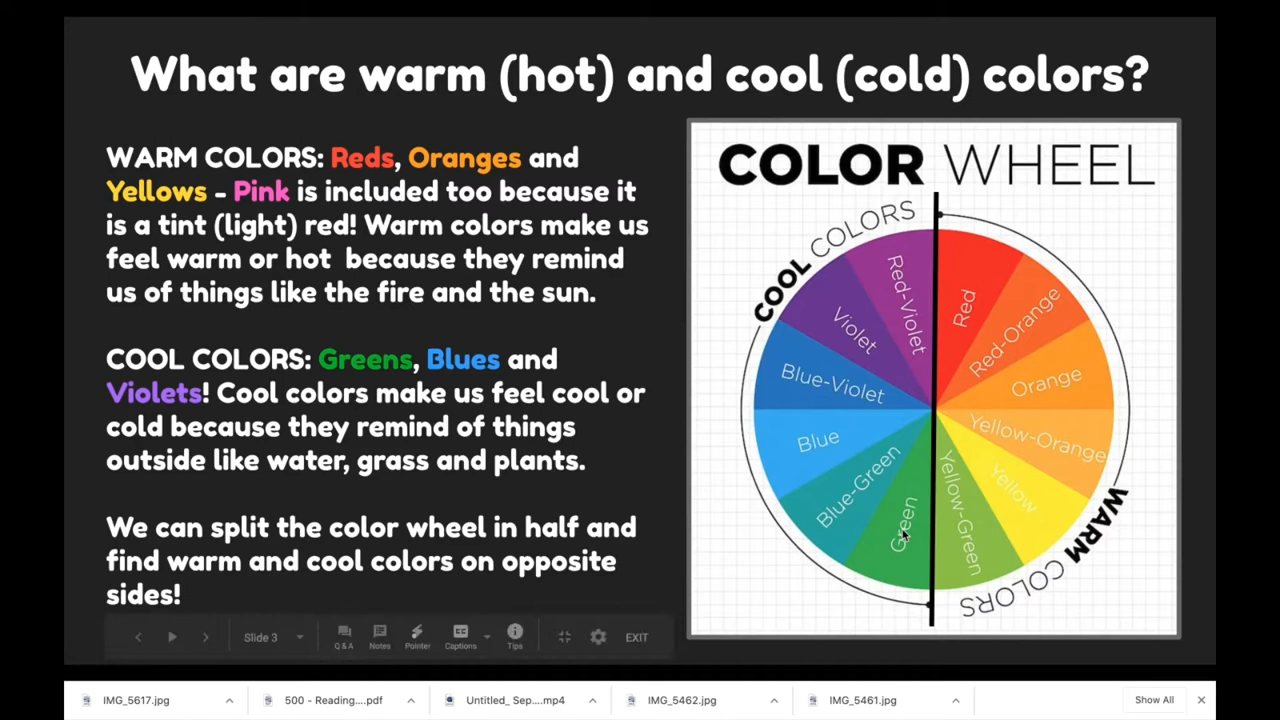 What are warm (hot) and cool (cold) colors?
WARM COLORS: Reds, Oranges and
Yellows - Pink is included too because it
is a tint (light) red! Warm colors make us
feel warm or hot because they remind
us of things like the fire and the sun.
COOL COLORS: Greens, Blues and
Violets! Cool colors make us feel cool or
cold because they remind of things
outside like water, grass and plants.
We can split the color wheel in half and
find warm and cool colors on opposite
sides!
COLOR WHEEL
COOL COLORS
WARM COLORS
Red-Violet
Red
Violet
Red-Orange
Blue-Violet
Orange
Blue
Yellow-Orange
Blue-Green
Yellow
Green
Yellow-Green
Slide 3
Q & A
Notes
Pointer
Captions
Tips
EXIT
IMG_5617.jpg
500 - Reading....pdf
Untitled_ Sep....mp4
IMG_5462.jpg
IMG_5461.jpg
Show All